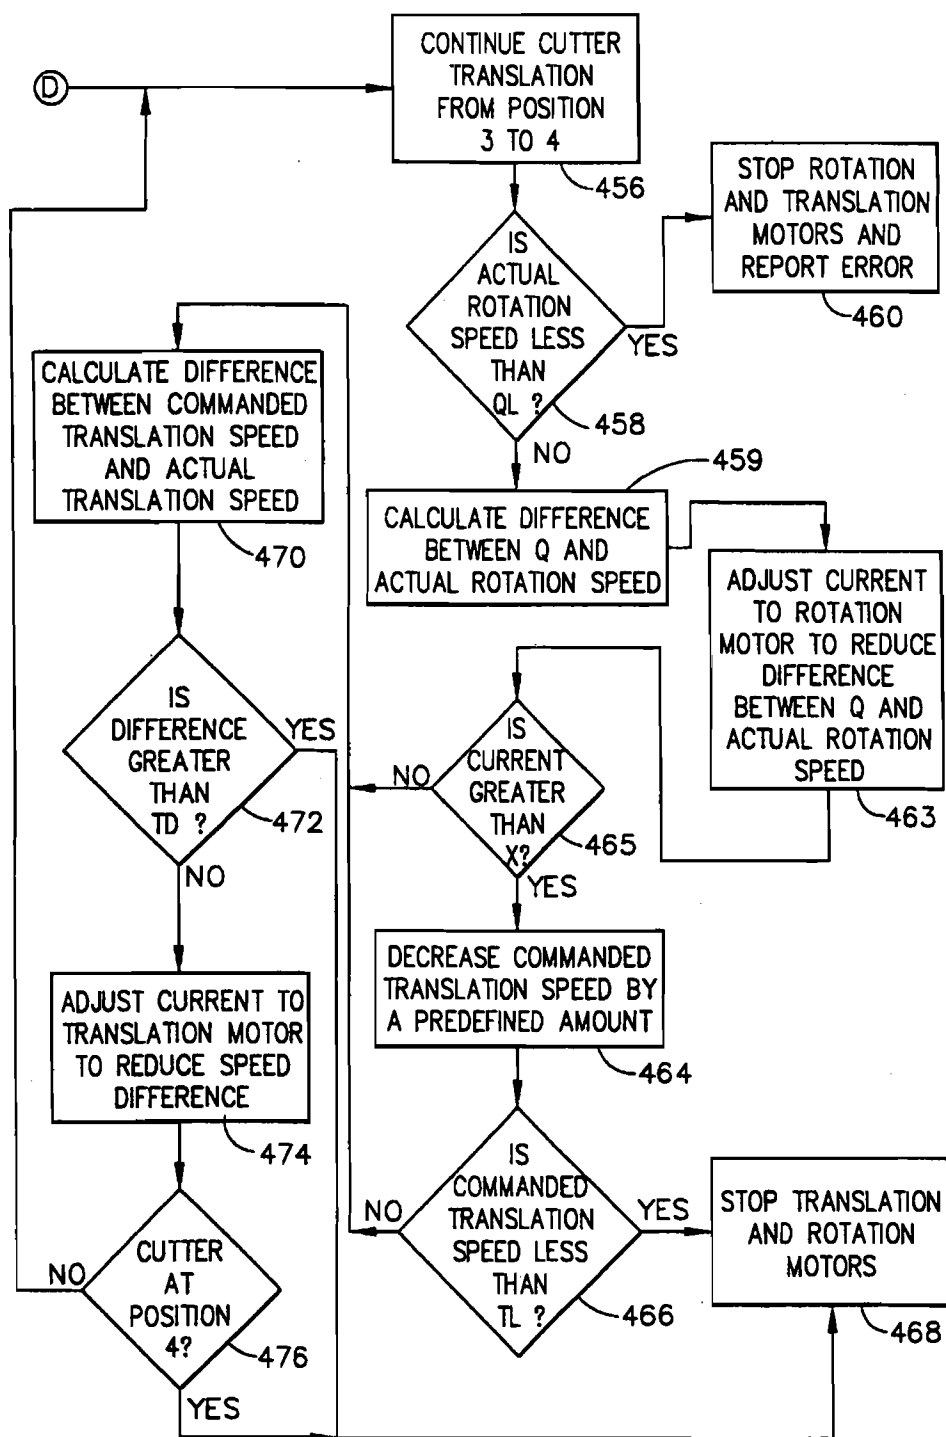 D
CONTINUE CUTTER
TRANSLATION
FROM POSITION
3 TO 4
456
STOP ROTATION
AND TRANSLATION
MOTORS AND
REPORT ERROR
460
IS
ACTUAL
ROTATION
SPEED LESS
THAN
QL ?
458
YES
NO
459
CALCULATE DIFFERENCE
BETWEEN Q AND
ACTUAL ROTATION SPEED
ADJUST CURRENT
TO ROTATION
MOTOR TO REDUCE
DIFFERENCE
BETWEEN Q AND
ACTUAL ROTATION
SPEED
463
IS
CURRENT
GREATER
THAN
X?
465
NO
YES
DECREASE COMMANDED
TRANSLATION SPEED BY
A PREDEFINED AMOUNT
464
IS
COMMANDED
TRANSLATION
SPEED LESS
THAN
TL ?
466
NO
YES
STOP TRANSLATION
AND ROTATION
MOTORS
468
CALCULATE DIFFERENCE
BETWEEN COMMANDED
TRANSLATION SPEED
AND ACTUAL
TRANSLATION SPEED
470
IS
DIFFERENCE
GREATER
THAN
TD ?
472
YES
NO
ADJUST CURRENT TO
TRANSLATION MOTOR
TO REDUCE SPEED
DIFFERENCE
474
CUTTER
AT
POSITION
4?
476
NO
YES